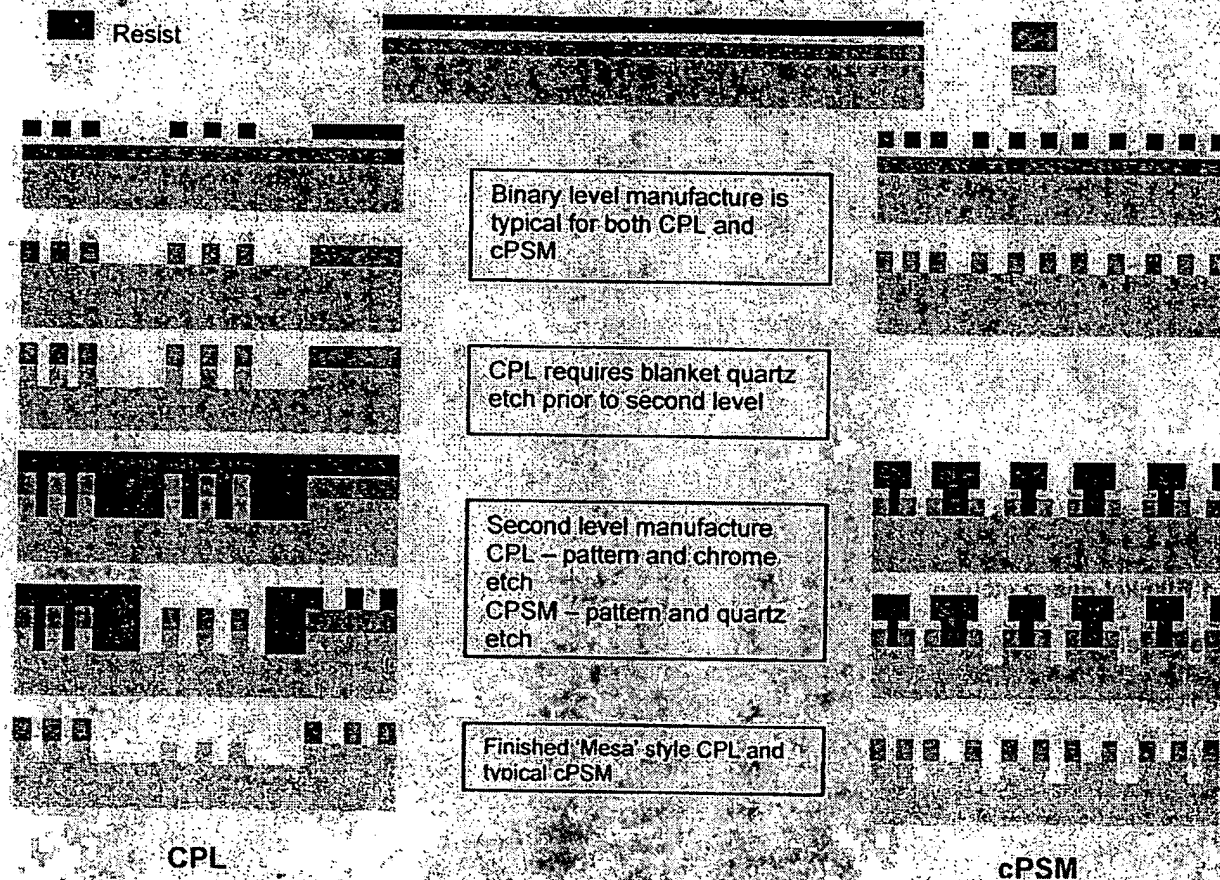 Resist
Binary level manufacture is
typical for both CPL and
cPSM
CPL requires blanket quartz
etch prior to second level
Second level manufacture
CPL – pattern and chrome
etch
CPSM – pattern and quartz
etch
Finished 'Mesa' style CPL and
typical cPSM
CPL
cPSM